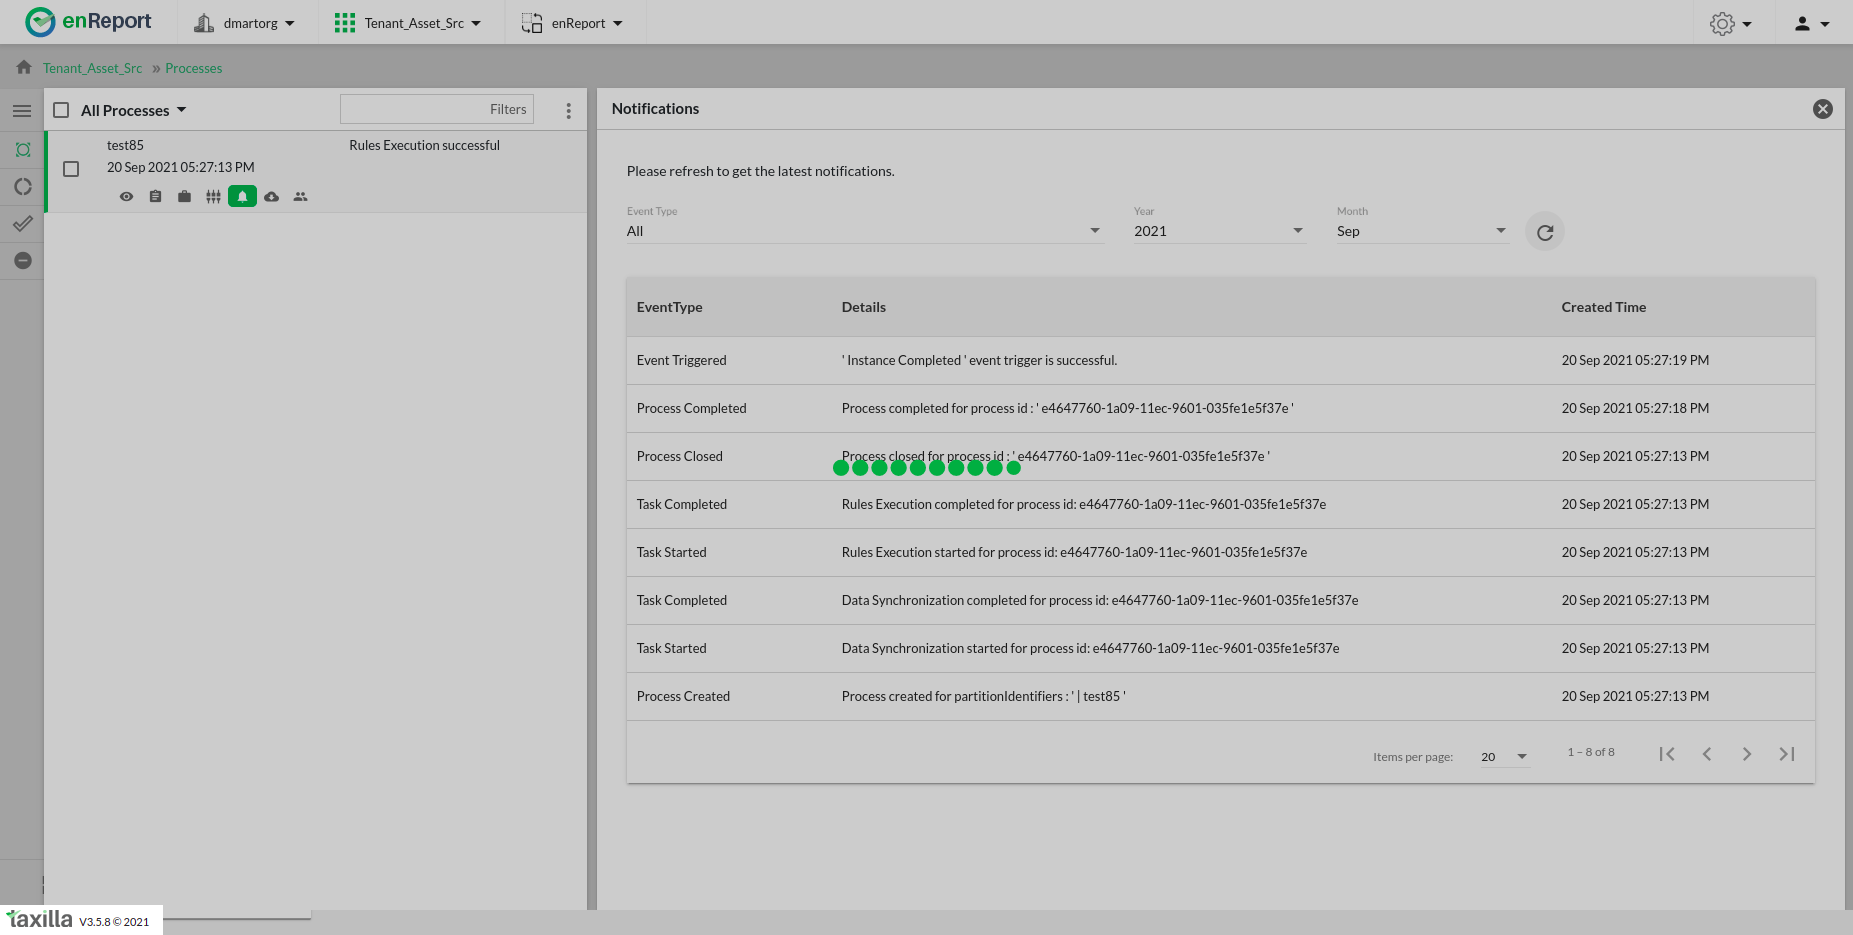 enReport
dmartorg
Tenant_Asset_Src
enReport
Tenant_Asset_Src » Processes
All Processes
Filters
test85
Rules Execution successful
20 Sep 2021 05:27:13 PM
Notifications
Please refresh to get the latest notifications.
Event Type
Year
Month
All
2021
Sep
EventType Details Created Time
Event Triggered ' Instance Completed ' event trigger is successful. 20 Sep 2021 05:27:19 PM
Process Completed Process completed for process id : ' e4647760-1a09-11ec-9601-035fe1e5f37e ' 20 Sep 2021 05:27:18 PM
Process Closed Process closed for process id : ' e4647760-1a09-11ec-9601-035fe1e5f37e ' 20 Sep 2021 05:27:13 PM
Task Completed Rules Execution completed for process id: e4647760-1a09-11ec-9601-035fe1e5f37e 20 Sep 2021 05:27:13 PM
Task Started Rules Execution started for process id: e4647760-1a09-11ec-9601-035fe1e5f37e 20 Sep 2021 05:27:13 PM
Task Completed Data Synchronization completed for process id: e4647760-1a09-11ec-9601-035fe1e5f37e 20 Sep 2021 05:27:13 PM
Task Started Data Synchronization started for process id: e4647760-1a09-11ec-9601-035fe1e5f37e 20 Sep 2021 05:27:13 PM
Process Created Process created for partitionIdentifiers : ' | test85 ' 20 Sep 2021 05:27:13 PM
Items per page: 20 1 – 8 of 8
taxilla V3.5.8 © 2021